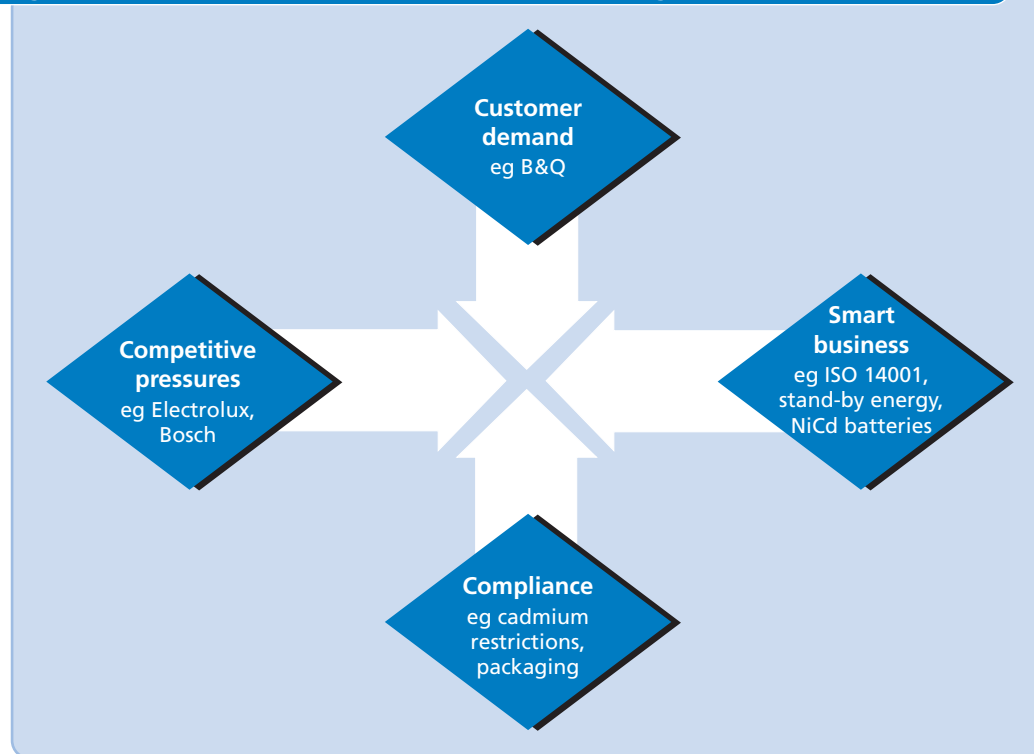 Customer
demand
eg B&Q
Competitive
pressures
eg Electrolux,
Bosch
Smart
business
eg ISO 14001,
stand-by energy,
NiCd batteries
Compliance
eg cadmium
restrictions,
packaging